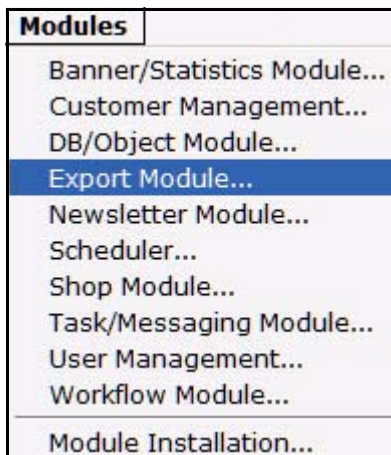 Modules
Banner/Statistics Module...
Customer Management...
DB/Object Module...
Export Module...
Newsletter Module...
Scheduler...
Shop Module...
Task/Messaging Module...
User Management...
Workflow Module...
Module Installation...